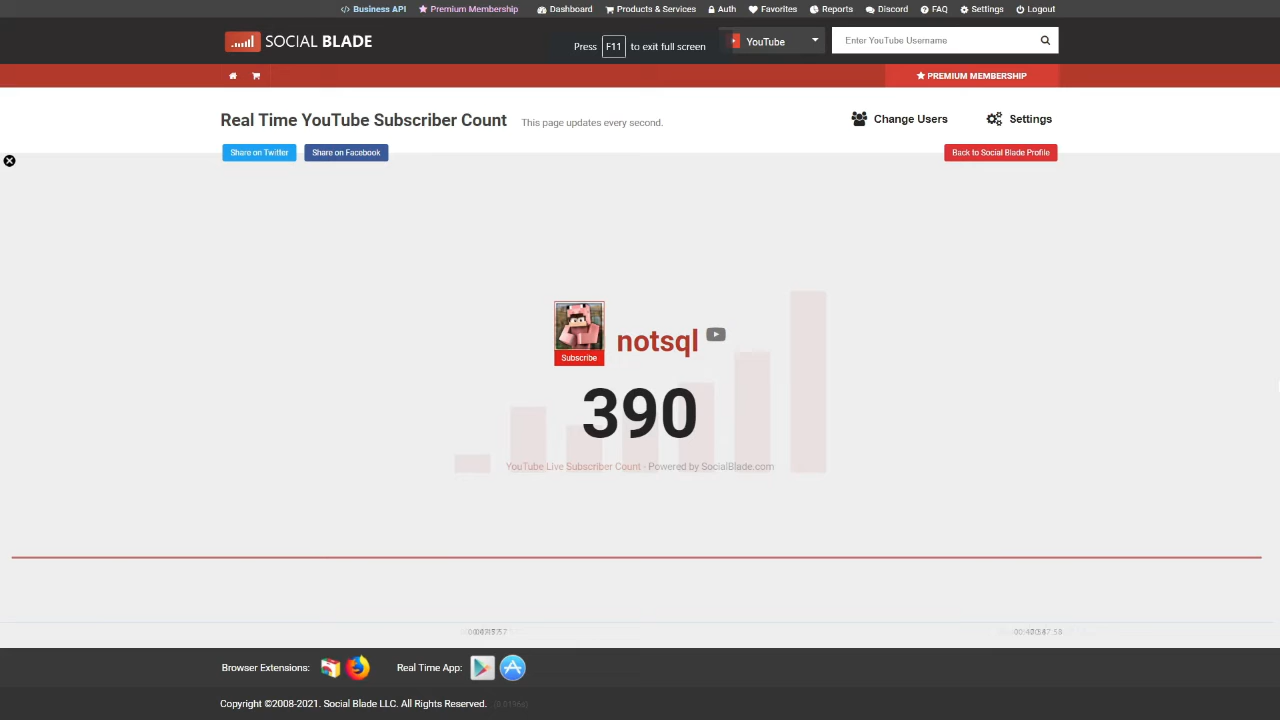 Business API Premium Membership Dashboard Products & Services Auth Favorites Reports Discord FAQ Settings Logout
SOCIAL BLADE
Press F11 to exit full screen
YouTube
Enter YouTube Username
PREMIUM MEMBERSHIP
Real Time YouTube Subscriber Count
This page updates every second.
Change Users
Settings
Share on Twitter
Share on Facebook
Back to Social Blade Profile
Subscribe
notsql
390
YouTube Live Subscriber Count - Powered by SocialBlade.com
Browser Extensions:
Real Time App:
Copyright ©2008-2021. Social Blade LLC. All Rights Reserved.